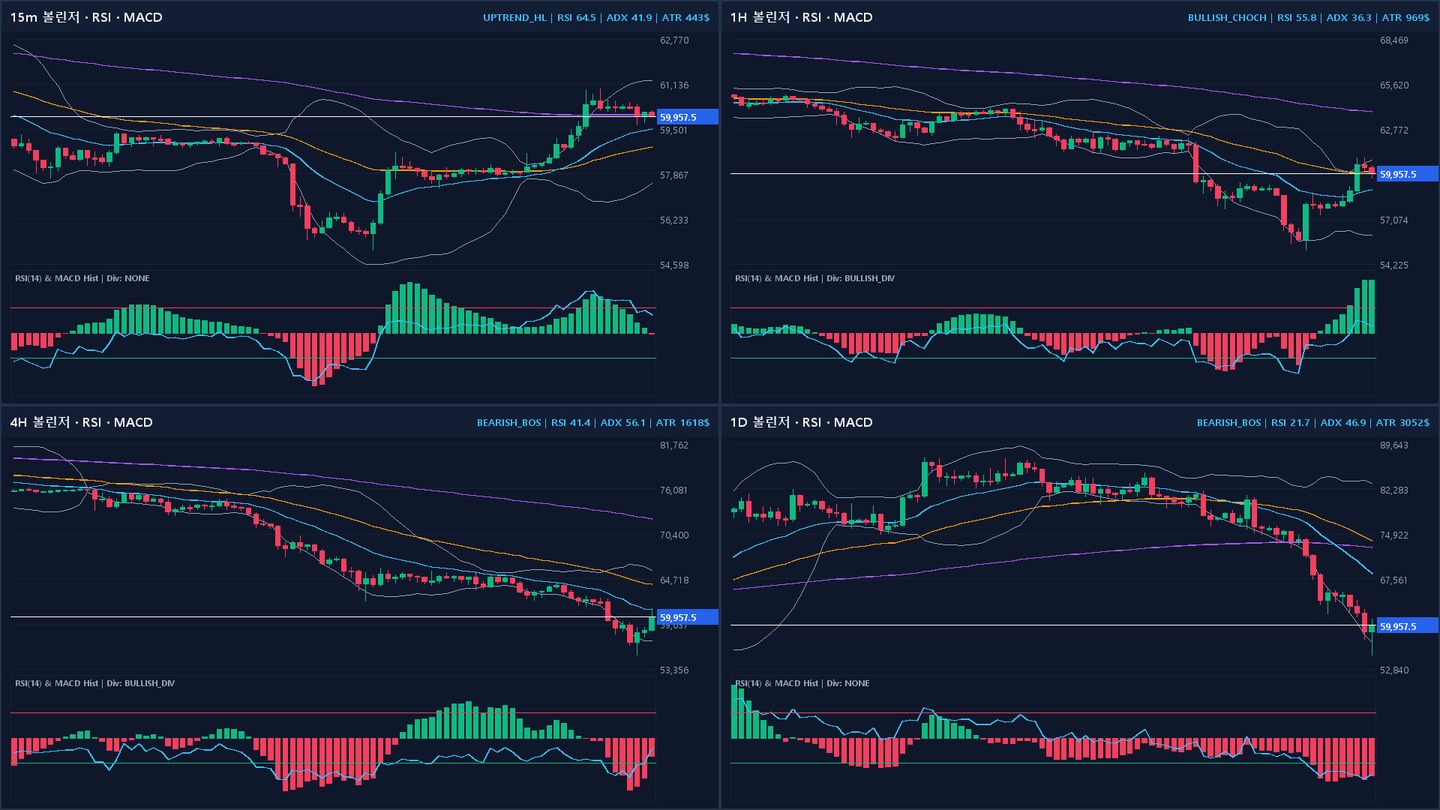 15m 볼린저 · RSI · MACD
UPTREND_HL | RSI 64.5 | ADX 41.9 | ATR 443$
62,770
61,136
59,957.5
59,501
57,867
56,233
54,598
RSI(14) & MACD Hist | Div: NONE
1H 볼린저 · RSI · MACD
BULLISH_CHOCH | RSI 55.8 | ADX 36.3 | ATR 969$
68,469
65,620
62,772
59,957.5
57,074
54,225
RSI(14) & MACD Hist | Div: BULLISH_DIV
4H 볼린저 · RSI · MACD
BEARISH_BOS | RSI 41.4 | ADX 56.1 | ATR 1618$
81,762
76,081
70,400
64,718
59,957.5
53,356
RSI(14) & MACD Hist | Div: BULLISH_DIV
1D 볼린저 · RSI · MACD
BEARISH_BOS | RSI 21.7 | ADX 46.9 | ATR 3052$
89,643
82,283
74,922
67,561
59,957.5
52,840
RSI(14) & MACD Hist | Div: NONE